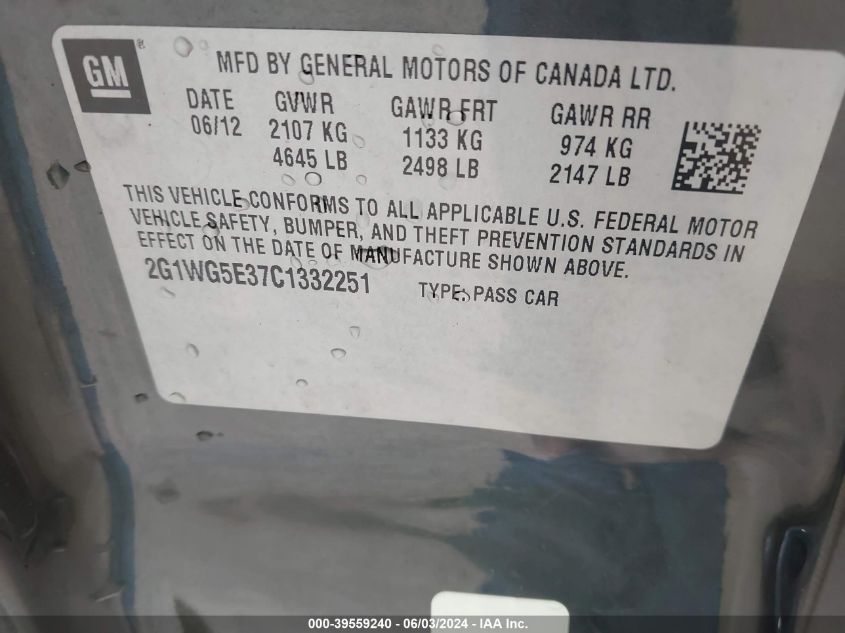 GM ®
MFD BY GENERAL MOTORS OF CANADA LTD.
DATE GVWR GAWR FRT GAWR RR
06/12 2107 KG 1133 KG 974 KG
4645 LB 2498 LB 2147 LB
THIS VEHICLE CONFORMS TO ALL APPLICABLE U.S. FEDERAL MOTOR
VEHICLE SAFETY, BUMPER, AND THEFT PREVENTION STANDARDS IN
EFFECT ON THE DATE OF MANUFACTURE SHOWN ABOVE.
2G1WG5E37C1332251 TYPE: PASS CAR
000-39559240 - 06/03/2024 - IAA Inc.